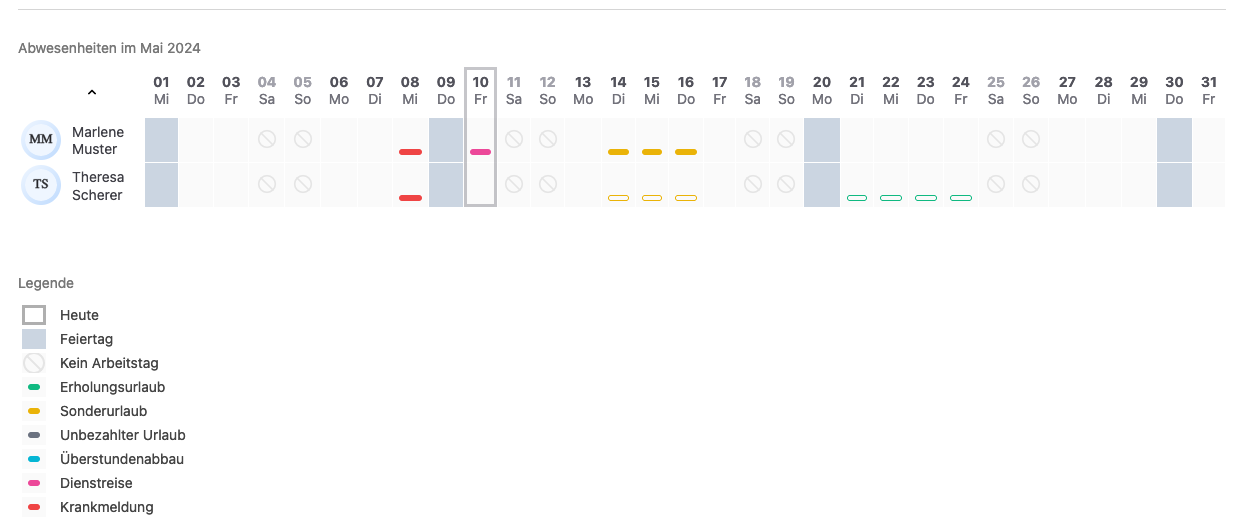 Abwesenheiten im Mai 2024
01 02 03 04 05 06 07 08 09 10 11 12 13 14 15 16 17 18 19 20 21 22 23 24 25 26 27 28 29 30 31
Mi Do Fr Sa So Mo Di Mi Do Fr Sa So Mo Di Mi Do Fr Sa So Mo Di Mi Do Fr Sa So Mo Di Mi Do Fr
MM Marlene
Muster
TS Theresa
Scherer
Legende
Heute
Feiertag
Kein Arbeitstag
Erholungsurlaub
Sonderurlaub
Unbezahlter Urlaub
Überstundenabbau
Dienstreise
Krankmeldung